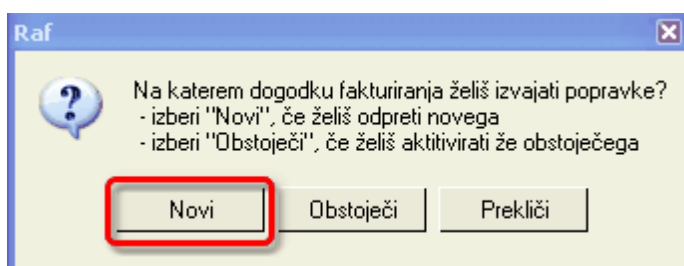 Raf
Na katerem dogodku fakturiranja želiš izvajati popravke?
- izberi "Novi", če želiš odpreti novega
- izberi "Obstoječi", če želiš aktitivirati že obstoječega
Novi
Obstoječi
Prekliči